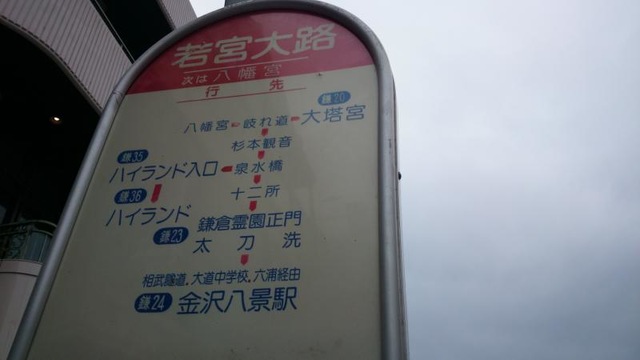 若宮大路
次は八幡宮
行先
鎌20
八幡宮 岐れ道 大塔宮
杉本観音
鎌35
ハイランド入口 泉水橋
鎌36
十二所
ハイランド 鎌倉霊園正門
鎌23 太刀洗
相武隧道、大道中学校、六浦経由
鎌24 金沢八景駅